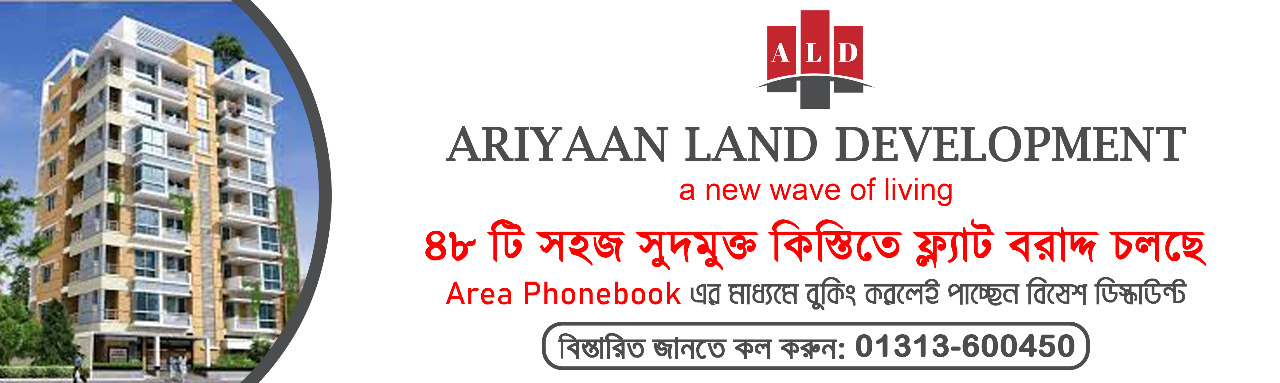 ALD
ARIYAAN LAND DEVELOPMENT
a new wave of living
৪৮ টি সহজ সুদমুক্ত কিস্তিতে ফ্ল্যাট বরাদ্দ চলছে
Area Phonebook এর মাধ্যমে বুকিং করলেই পাচ্ছেন বিষেশ ডিস্কাউন্ট
বিস্তারিত জানতে কল করুন: 01313-600450